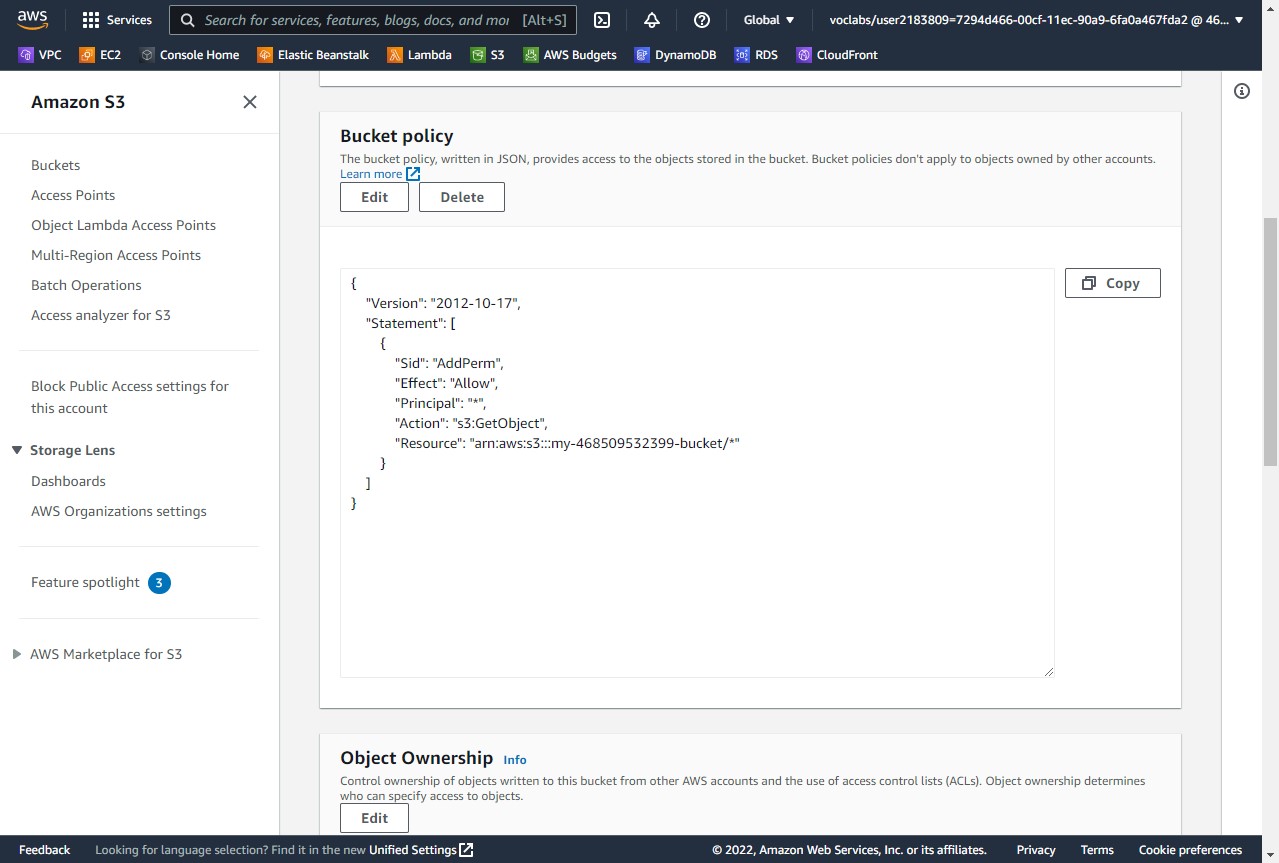 aws
Services
Search for services, features, blogs, docs, and mor [Alt+S]
Global
voclabs/user2183809=7294d466-00cf-11ec-90a9-6fa0a467fda2 @ 46...
VPC
EC2
Console Home
Elastic Beanstalk
Lambda
S3
AWS Budgets
DynamoDB
RDS
CloudFront
Amazon S3
Buckets
Access Points
Object Lambda Access Points
Multi-Region Access Points
Batch Operations
Access analyzer for S3
Block Public Access settings for
this account
Storage Lens
Dashboards
AWS Organizations settings
Feature spotlight 3
AWS Marketplace for S3
Bucket policy
The bucket policy, written in JSON, provides access to the objects stored in the bucket. Bucket policies don't apply to objects owned by other accounts.
Learn more
Edit
Delete
Copy
{
"Version": "2012-10-17",
"Statement": [
{
"Sid": "AddPerm",
"Effect": "Allow",
"Principal": "*",
"Action": "s3:GetObject",
"Resource": "arn:aws:s3:::my-468509532399-bucket/*"
}
]
}
Object Ownership Info
Control ownership of objects written to this bucket from other AWS accounts and the use of access control lists (ACLs). Object ownership determines
who can specify access to objects.
Edit
Feedback
Looking for language selection? Find it in the new Unified Settings
© 2022, Amazon Web Services, Inc. or its affiliates.
Privacy
Terms
Cookie preferences